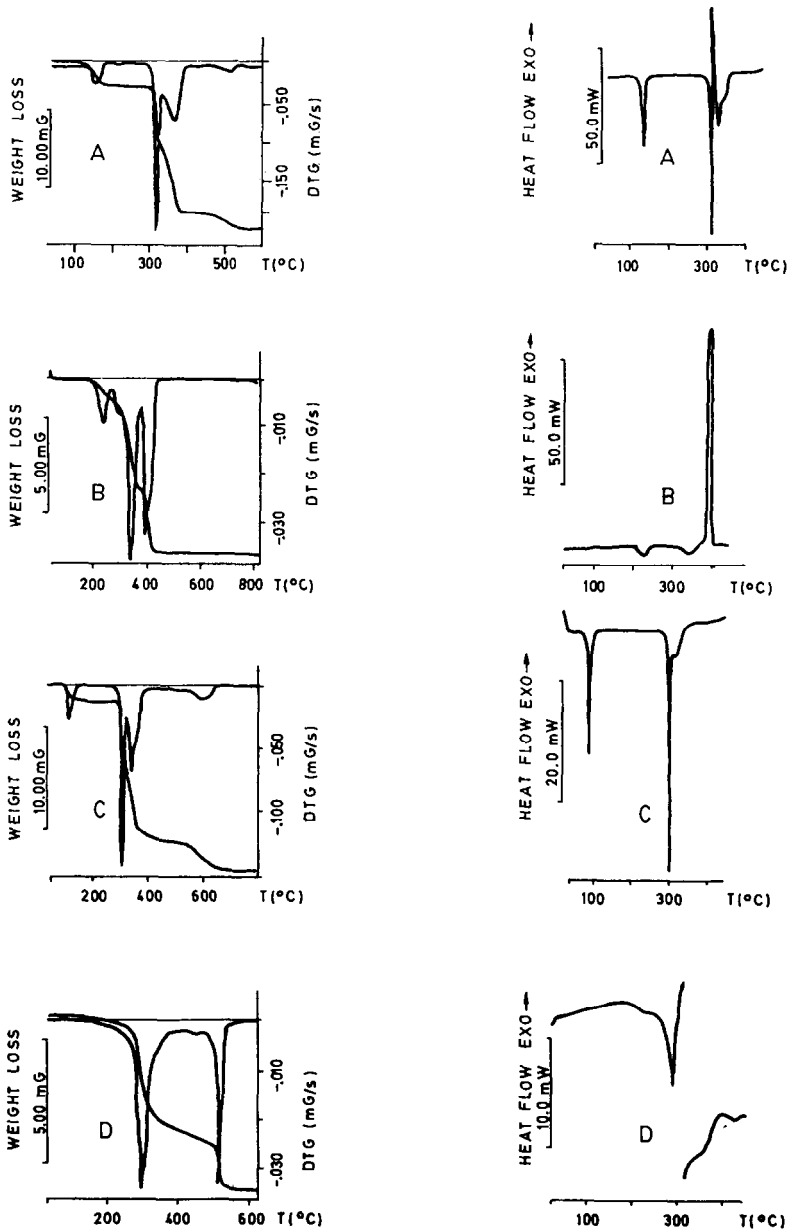 WEIGHT LOSS
10.00 mG
A
-.050
-.150
DTG (m.G/s)
100 300 500 T(°C)
HEAT FLOW EXO→
50.0 mW
A
100 300 T(°C)
WEIGHT LOSS
5.00 mG
B
-.010
-.030
DTG (mG/s)
200 400 600 800
T(°C)
HEAT FLOW EXO→
50.0 mW
B
100 300 T(°C)
WEIGHT LOSS
10.00 mG
C
-.050
-.100
DTG (mG/s)
200 400 600 T(°C)
HEAT FLOW EXO→
20.0 mW
C
100 300 T(°C)
WEIGHT LOSS
5.00 mG
D
-.010
-.030
DTG (mG/s)
200 400 600 T(°C)
HEAT FLOW EXO→
10.0 mW
D
100 300 T(°C)